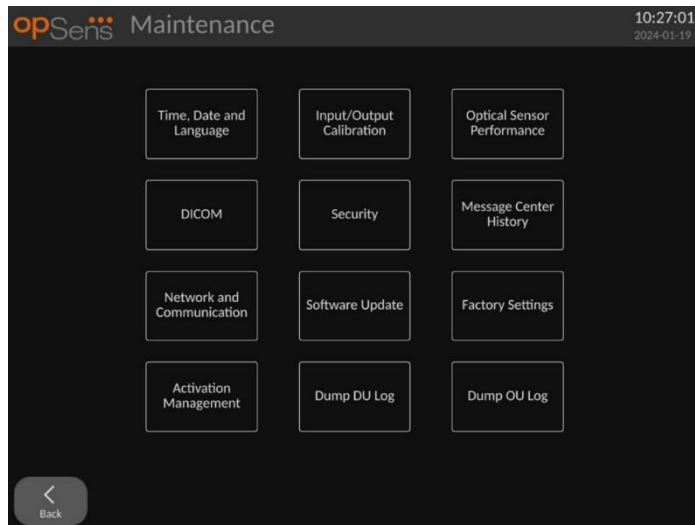 opSens Maintenance
10:27:01
2024-01-19
Time, Date and
Language
Input/Output
Calibration
Optical Sensor
Performance
DICOM
Security
Message Center
History
Network and
Communication
Software Update
Factory Settings
Activation
Management
Dump DU Log
Dump OU Log
Back